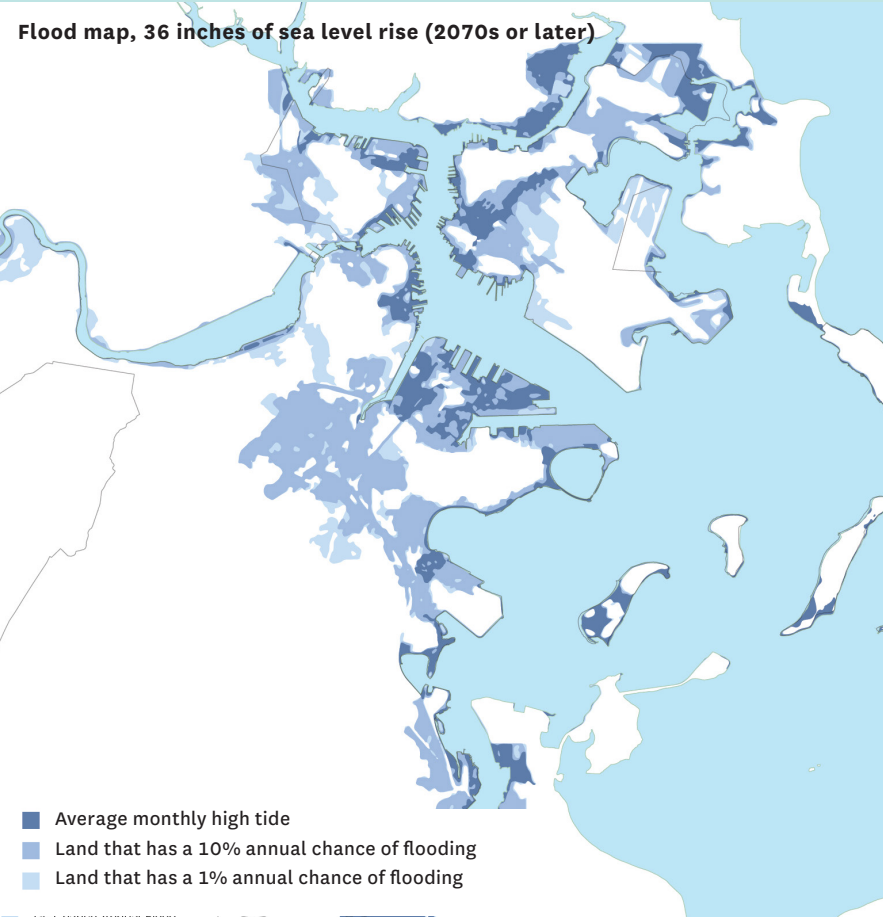 Flood map, 36 inches of sea level rise (2070s or later)
Average monthly high tide
Land that has a 10% annual chance of flooding
Land that has a 1% annual chance of flooding